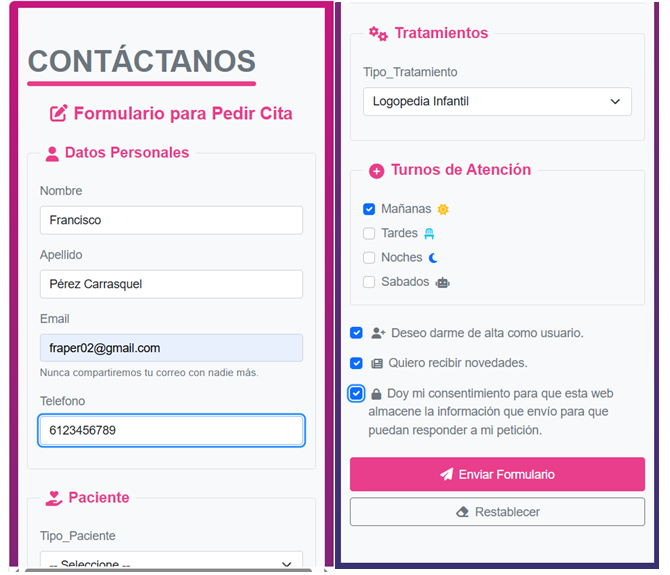 CONTÁCTANOS
Formulario para Pedir Cita
Datos Personales
Nombre
Francisco
Apellido
Pérez Carrasquel
Email
fraper02@gmail.com
Nunca compartiremos tu correo con nadie más.
Telefono
6123456789
Paciente
Tipo_Paciente
-- Seleccione --
Tratamientos
Tipo_Tratamiento
Logopedia Infantil
Turnos de Atención
Mañanas
Tardes
Noches
Sabados
Deseo darme de alta como usuario.
Quiero recibir novedades.
Doy mi consentimiento para que esta web
almacene la información que envío para que
puedan responder a mi petición.
Enviar Formulario
Restablecer